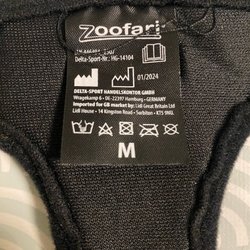 Zoofari
Delta-Sport-Nr.: HG-14104
01/2024
DELTA-SPORT HANDELSKONTOR GMBH
Wragekamp 6 • DE-22397 Hamburg • GERMANY
Imported for GB market by: Lidl Great Britain Ltd
Lidl House • 14 Kingston Road • Surbiton • KT5 9NU
M